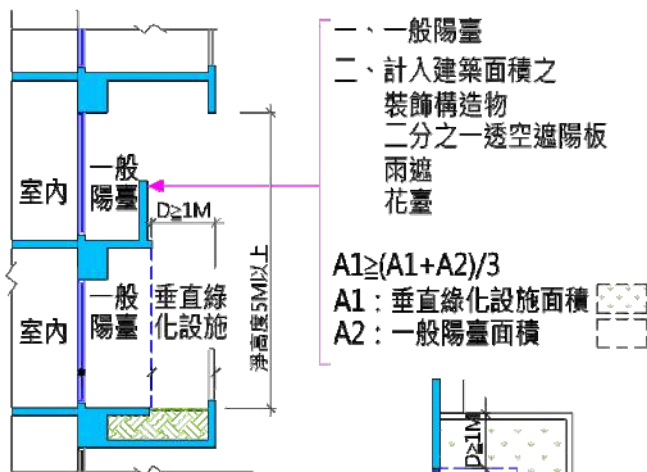 一、一般陽臺
二、計入建築面積之
裝飾構造物
二分之一透空遮陽板
雨遮
花臺
室內
一般
陽臺
D≧1M
淨高度5M以上
室內
一般
陽臺
垂直綠
化設施
A1≧(A1+A2)/3
A1：垂直綠化設施面積
A2：一般陽臺面積
D≧1M